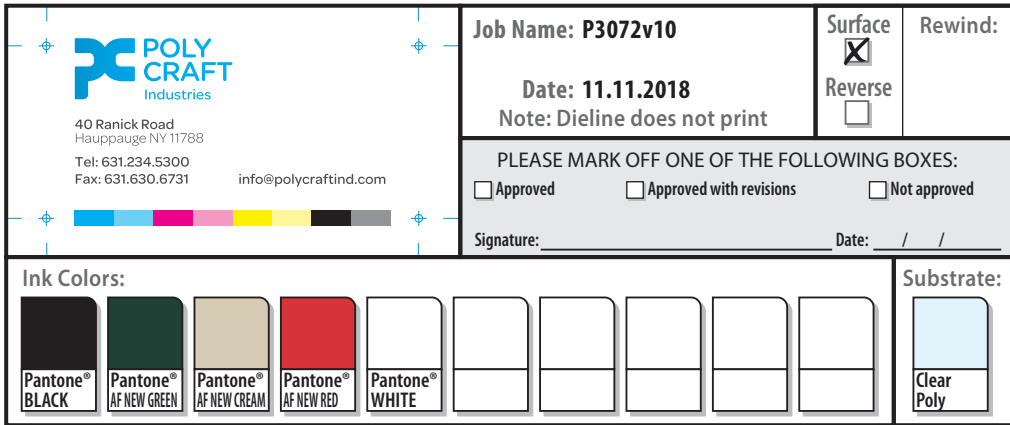 POLY
CRAFT
Industries
40 Ranick Road
Hauppauge NY 11788
Tel: 631.234.5300
Fax: 631.630.6731 info@polycraftind.com
Job Name: P3072v10
Date: 11.11.2018
Note: Dieline does not print
Surface
Reverse
Rewind:
PLEASE MARK OFF ONE OF THE FOLLOWING BOXES:
Approved Approved with revisions Not approved
Signature: Date: / /
Ink Colors:
Pantone®
BLACK
Pantone®
AF NEW GREEN
Pantone®
AF NEW CREAM
Pantone®
AF NEW RED
Pantone®
WHITE
Substrate:
Clear
Poly